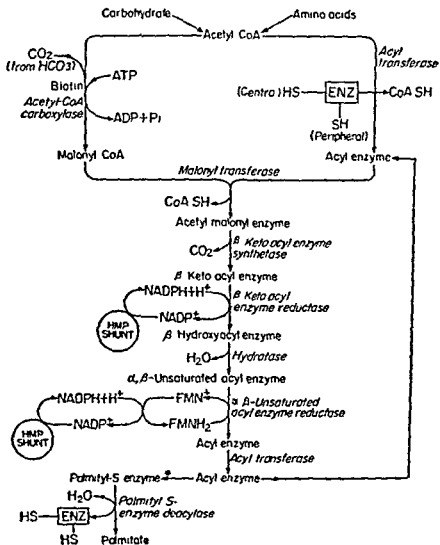 Carbohydrate
Amino acids
Acetyl CoA
CO2
(from HCO3)
Biotin
Acetyl-CoA
carboxylase
ATP
ADP+Pi
Acyl
transferase
(Central)HS
ENZ
CoA SH
SH
(Peripheral)
Malonyl CoA
Acyl enzyme
Malonyl transferase
CoA SH
Acetyl malonyl enzyme
CO2
β Keto acyl enzyme
synthetase
β Keto acyl enzyme
NADPH+H+
NADP+
HMP
SHUNT
β Keto acyl
enzyme reductase
β Hydroxyacyl enzyme
H2O
Hydratase
α,β-Unsaturated acyl enzyme
NADPH+H+
FMN+
NADP+
FMNH2
HMP
SHUNT
α β-Unsaturated
acyl enzyme reductase
Acyl enzyme
Acyl transferase
Palmityl-S enzyme
*
Acyl enzyme
H2O
HS
ENZ
HS
Palmityl S-
enzyme deacylase
Palmitate